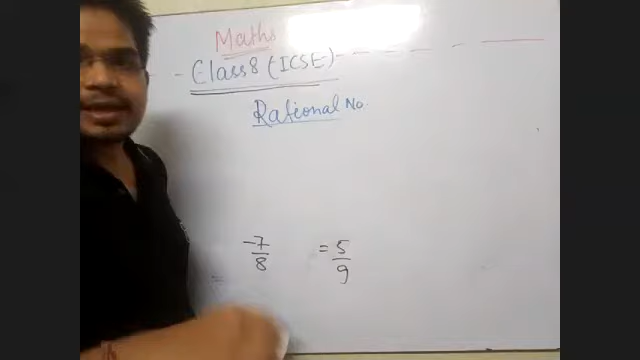 Maths
Class 8 (ICSE)
Rational No.
-7/8 = 5/9